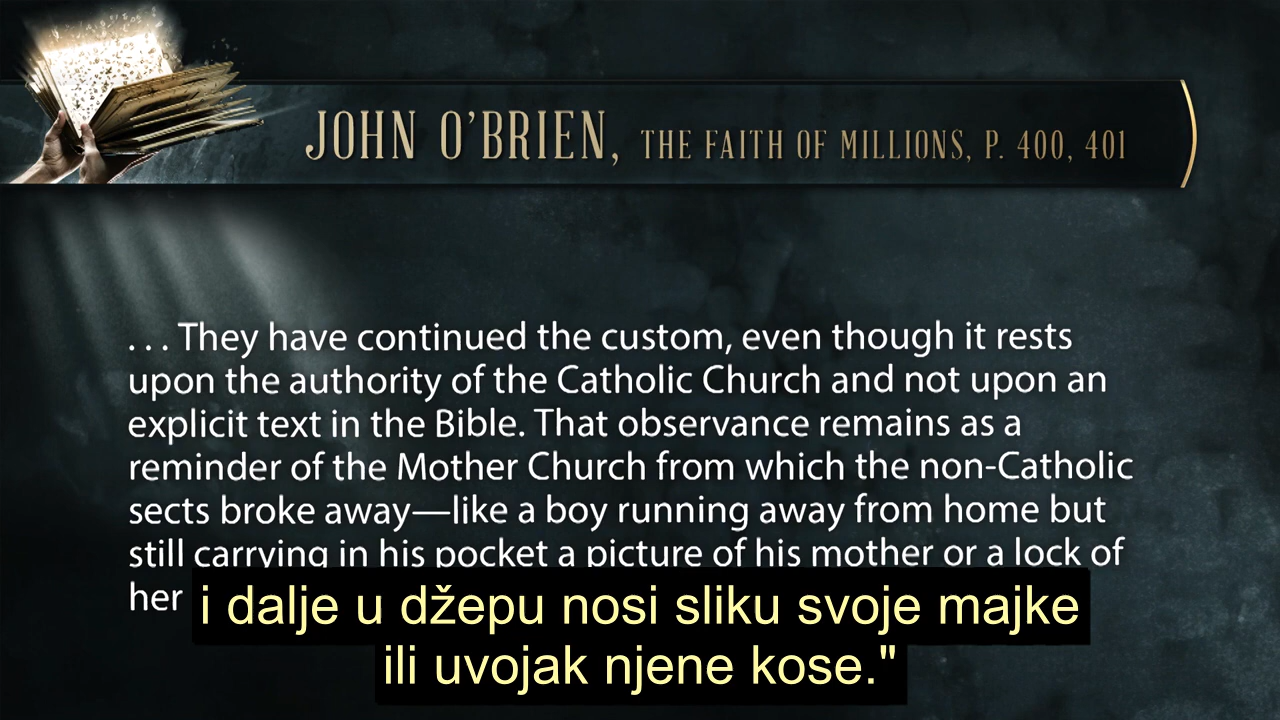 JOHN O'BRIEN, THE FAITH OF MILLIONS, P. 400, 401
. . . They have continued the custom, even though it rests
upon the authority of the Catholic Church and not upon an
explicit text in the Bible. That observance remains as a
reminder of the Mother Church from which the non-Catholic
sects broke away—like a boy running away from home but
still carrying in his pocket a picture of his mother or a lock of
her
i dalje u džepu nosi sliku svoje majke
ili uvojak njene kose."